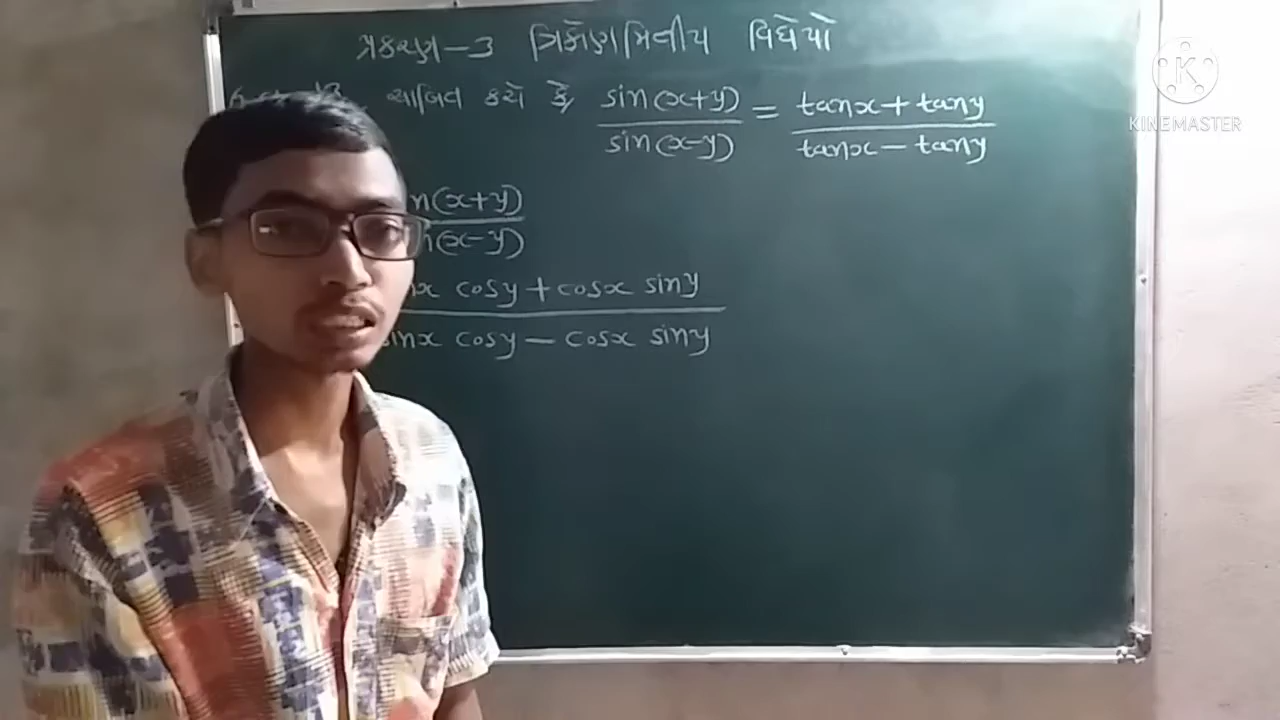 પ્રકરણ-3 ત્રિકોણમિતીય વિધેયો
સાબિત કરો કે, sin(x+y)/sin(x-y) = tanx + tany/tanx - tany
n(x+y)
n(x-y)
x cosy + cosx siny
sinx cosy - cosx siny
K
KINEMASTER